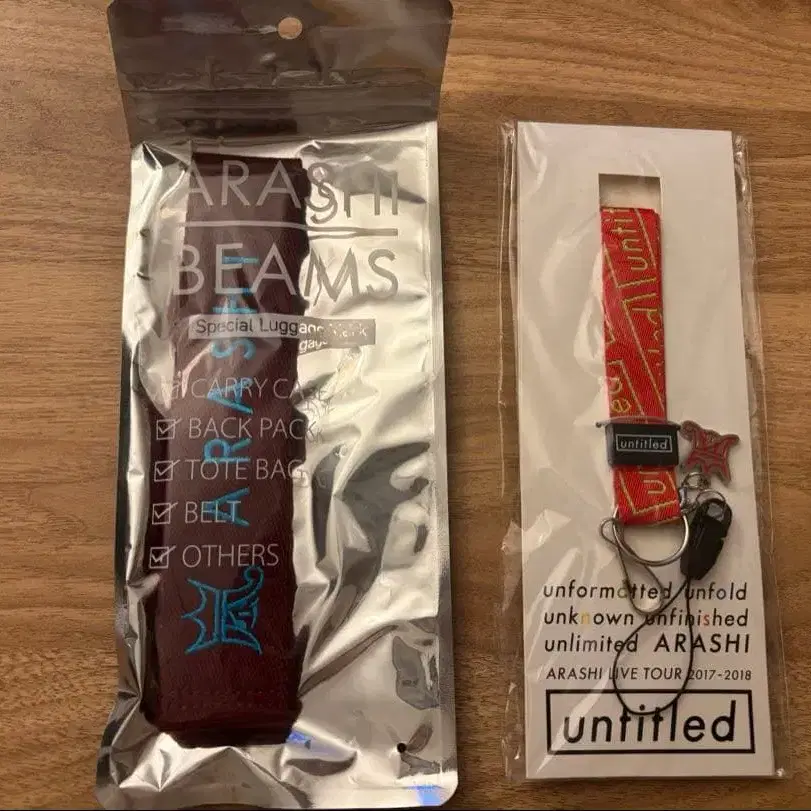 ARASHI
BEAMS
Special Luggage Mark
CARRY CASE
BACK PACK
TOTE BAG
BELT
OTHERS
ARASHI
untitled
unformatted unfold
unknown unfinished
unlimited ARASHI
ARASHI LIVE TOUR 2017-2018
untitled